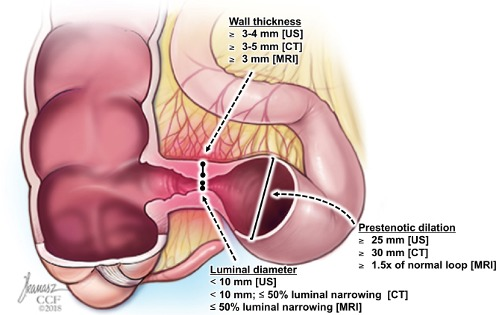 Wall thickness
≥ 3-4 mm [US]
≥ 3-5 mm [CT]
≥ 3 mm [MRI]
Prestenotic dilation
≥ 25 mm [US]
≥ 30 mm [CT]
≥ 1.5x of normal loop [MRI]
Luminal diameter
< 10 mm [US]
< 10 mm; ≤ 50% luminal narrowing [CT]
≤ 50% luminal narrowing [MRI]
CCF
©2018